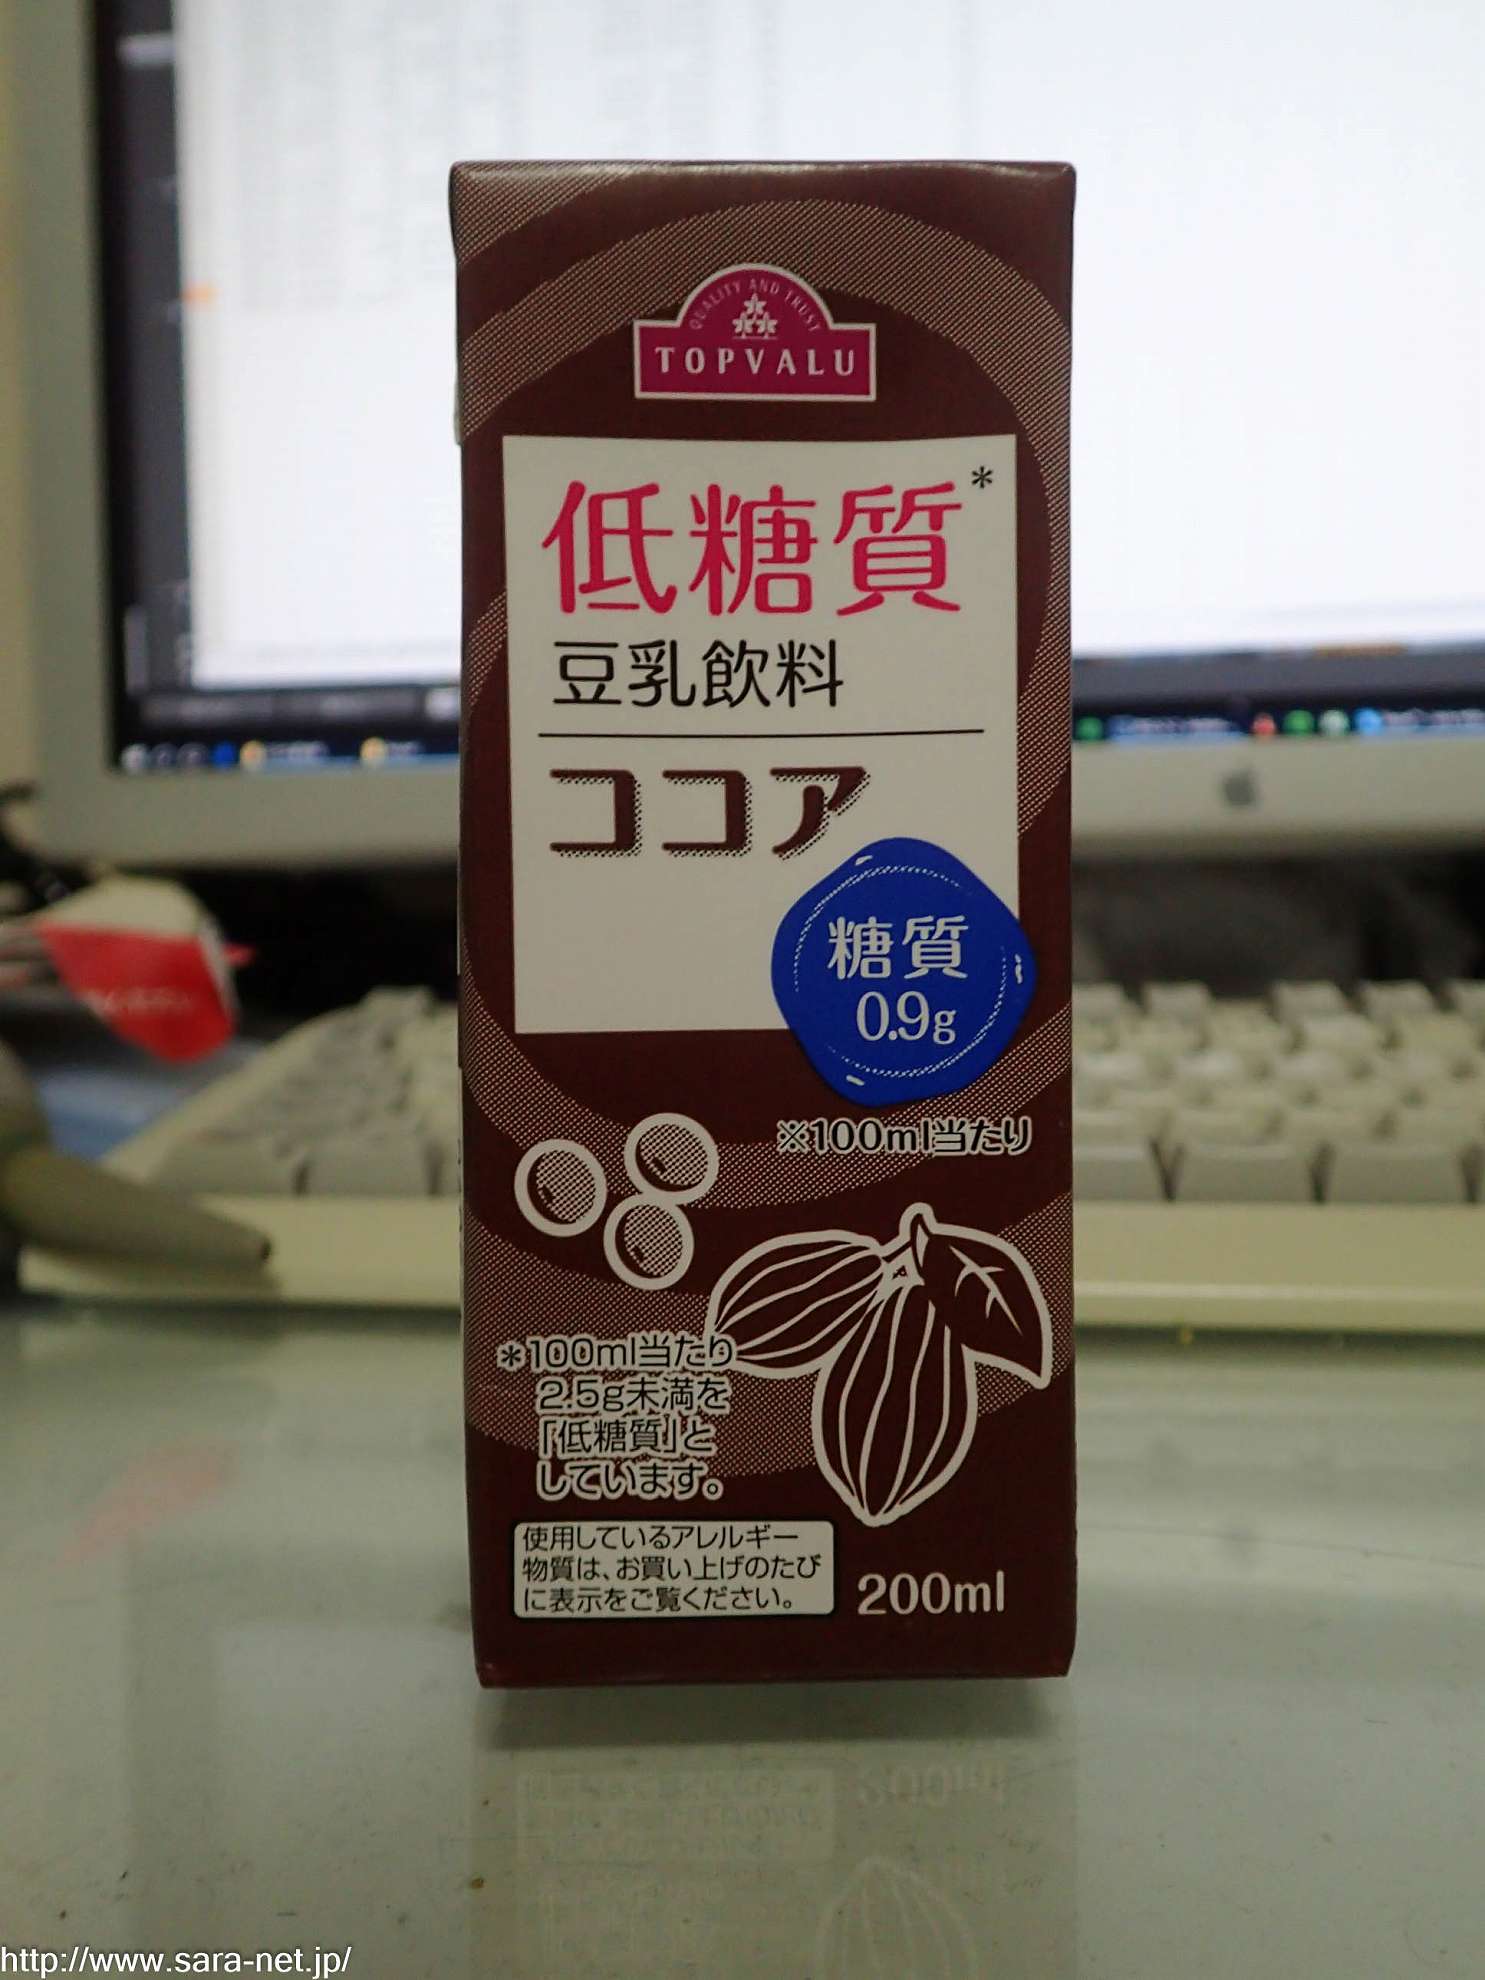 QUALITY AND TRUST
TOPVALU
低糖質*
豆乳飲料
ココア
糖質
0.9g
※100ml当たり
*100ml当たり
2.5g未満を
「低糖質」と
しています。
使用しているアレルギー
物質は、お買い上げのたび
に表示をご覧ください。
200ml
http://www.sara-net.jp/